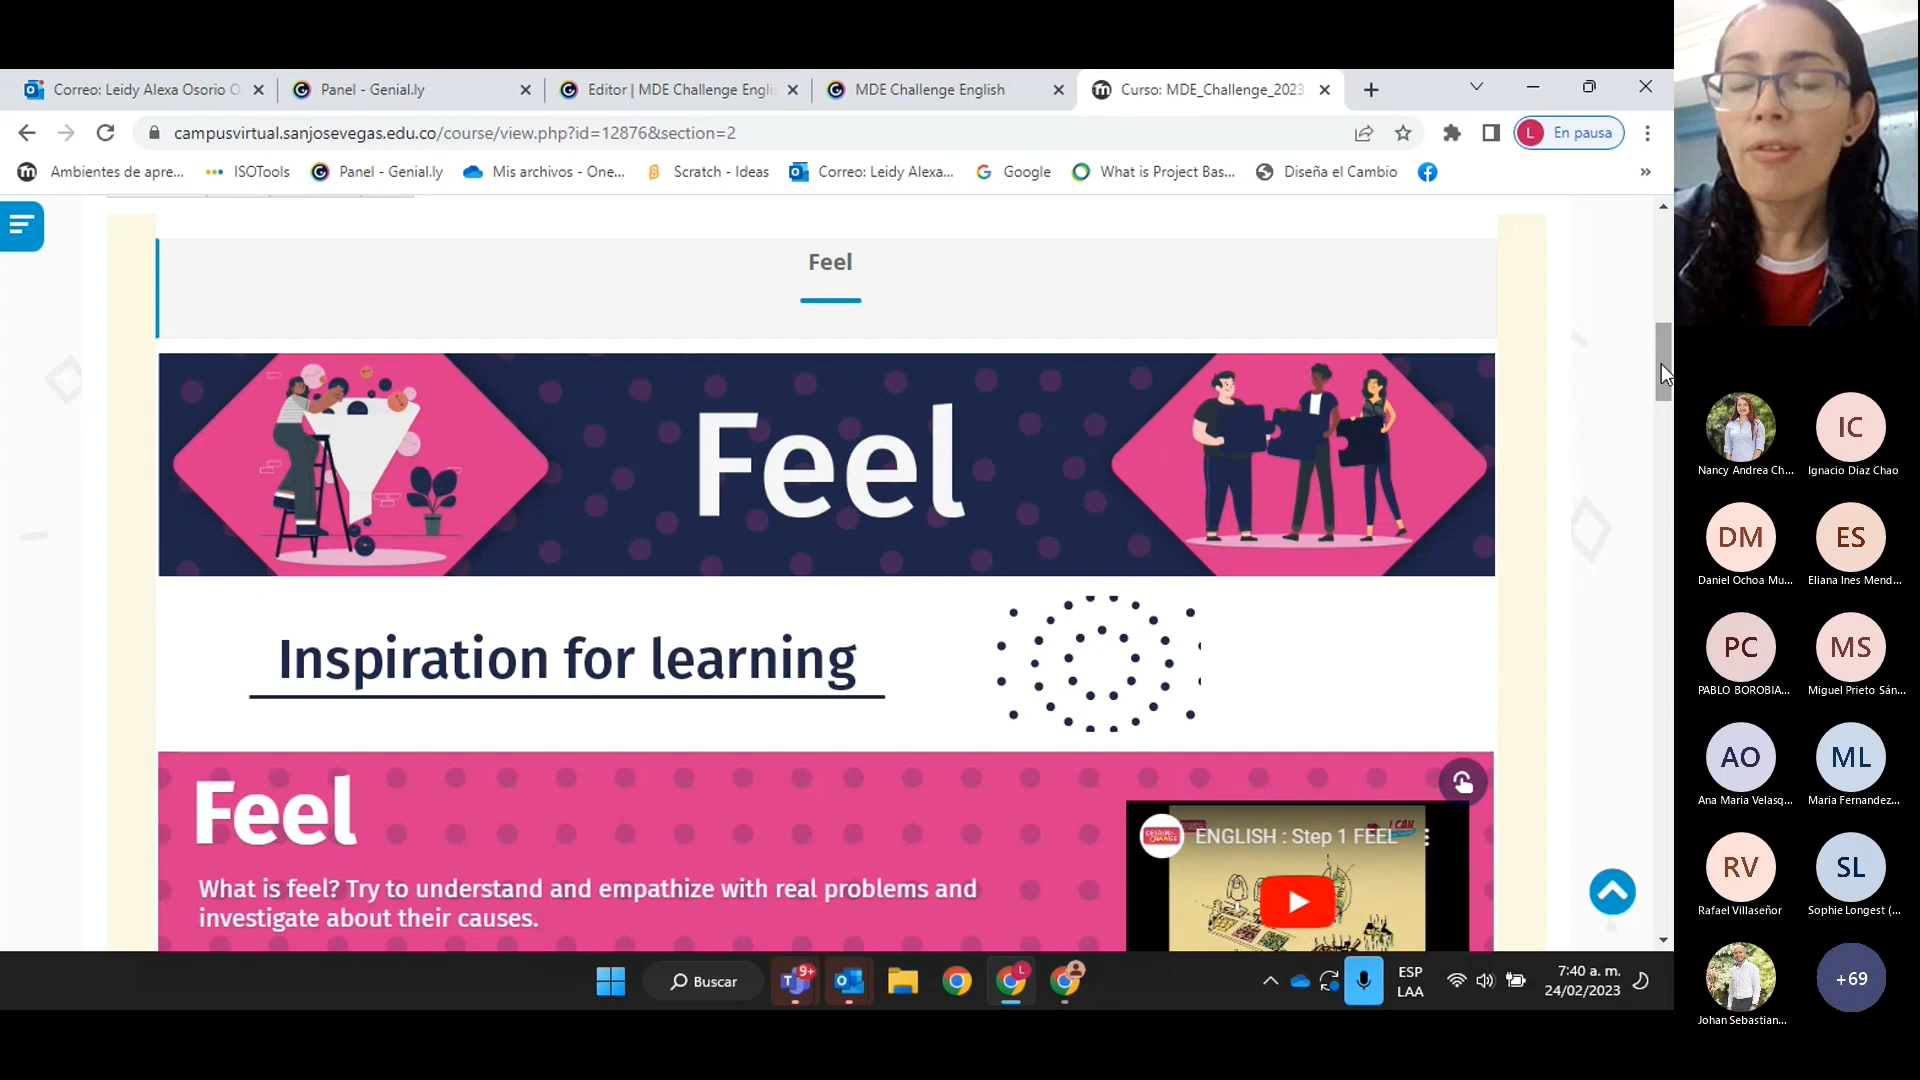 Correo: Leidy Alexa Osorio O
Panel - Genial.ly
Editor | MDE Challenge Engli
MDE Challenge English
Curso: MDE_Challenge_2023
campusvirtual.sanjosevegas.edu.co/course/view.php?id=12876&section=2
L En pausa
Ambientes de apre...
ISOTools
Panel - Genial.ly
Mis archivos - One...
Scratch - Ideas
Correo: Leidy Alexa...
Google
What is Project Bas...
Diseña el Cambio
Feel
Feel
Inspiration for learning
Feel
What is feel? Try to understand and empathize with real problems and
investigate about their causes.
ENGLISH : Step 1 FEEL
I CAN
Buscar
9+
L
ESP
LAA
7:40 a. m.
24/02/2023
Nancy Andrea Ch...
IC
Ignacio Diaz Chao
DM
Daniel Ochoa Mu...
ES
Eliana Ines Mend...
PC
PABLO BOROBIA...
MS
Miguel Prieto Sán...
AO
Ana Maria Velasq...
ML
Maria Fernandez...
RV
Rafael Villaseñor
SL
Sophie Longest (...
Johan Sebastian...
+69